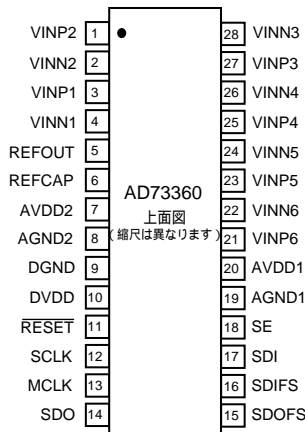 VINP2 1 28 VINN3
VINN2 2 27 VINP3
VINP1 3 26 VINN4
VINN1 4 25 VINP4
REFOUT 5 24 VINN5
REFCAP 6 23 VINP5
AD73360
AVDD2 7 22 VINN6
上面図
AGND2 8 21 VINP6
(縮尺は異なります)
DGND 9 20 AVDD1
DVDD 10 19 AGND1
RESET 11 18 SE
SCLK 12 17 SDI
MCLK 13 16 SDIFS
SDO 14 15 SDOFS